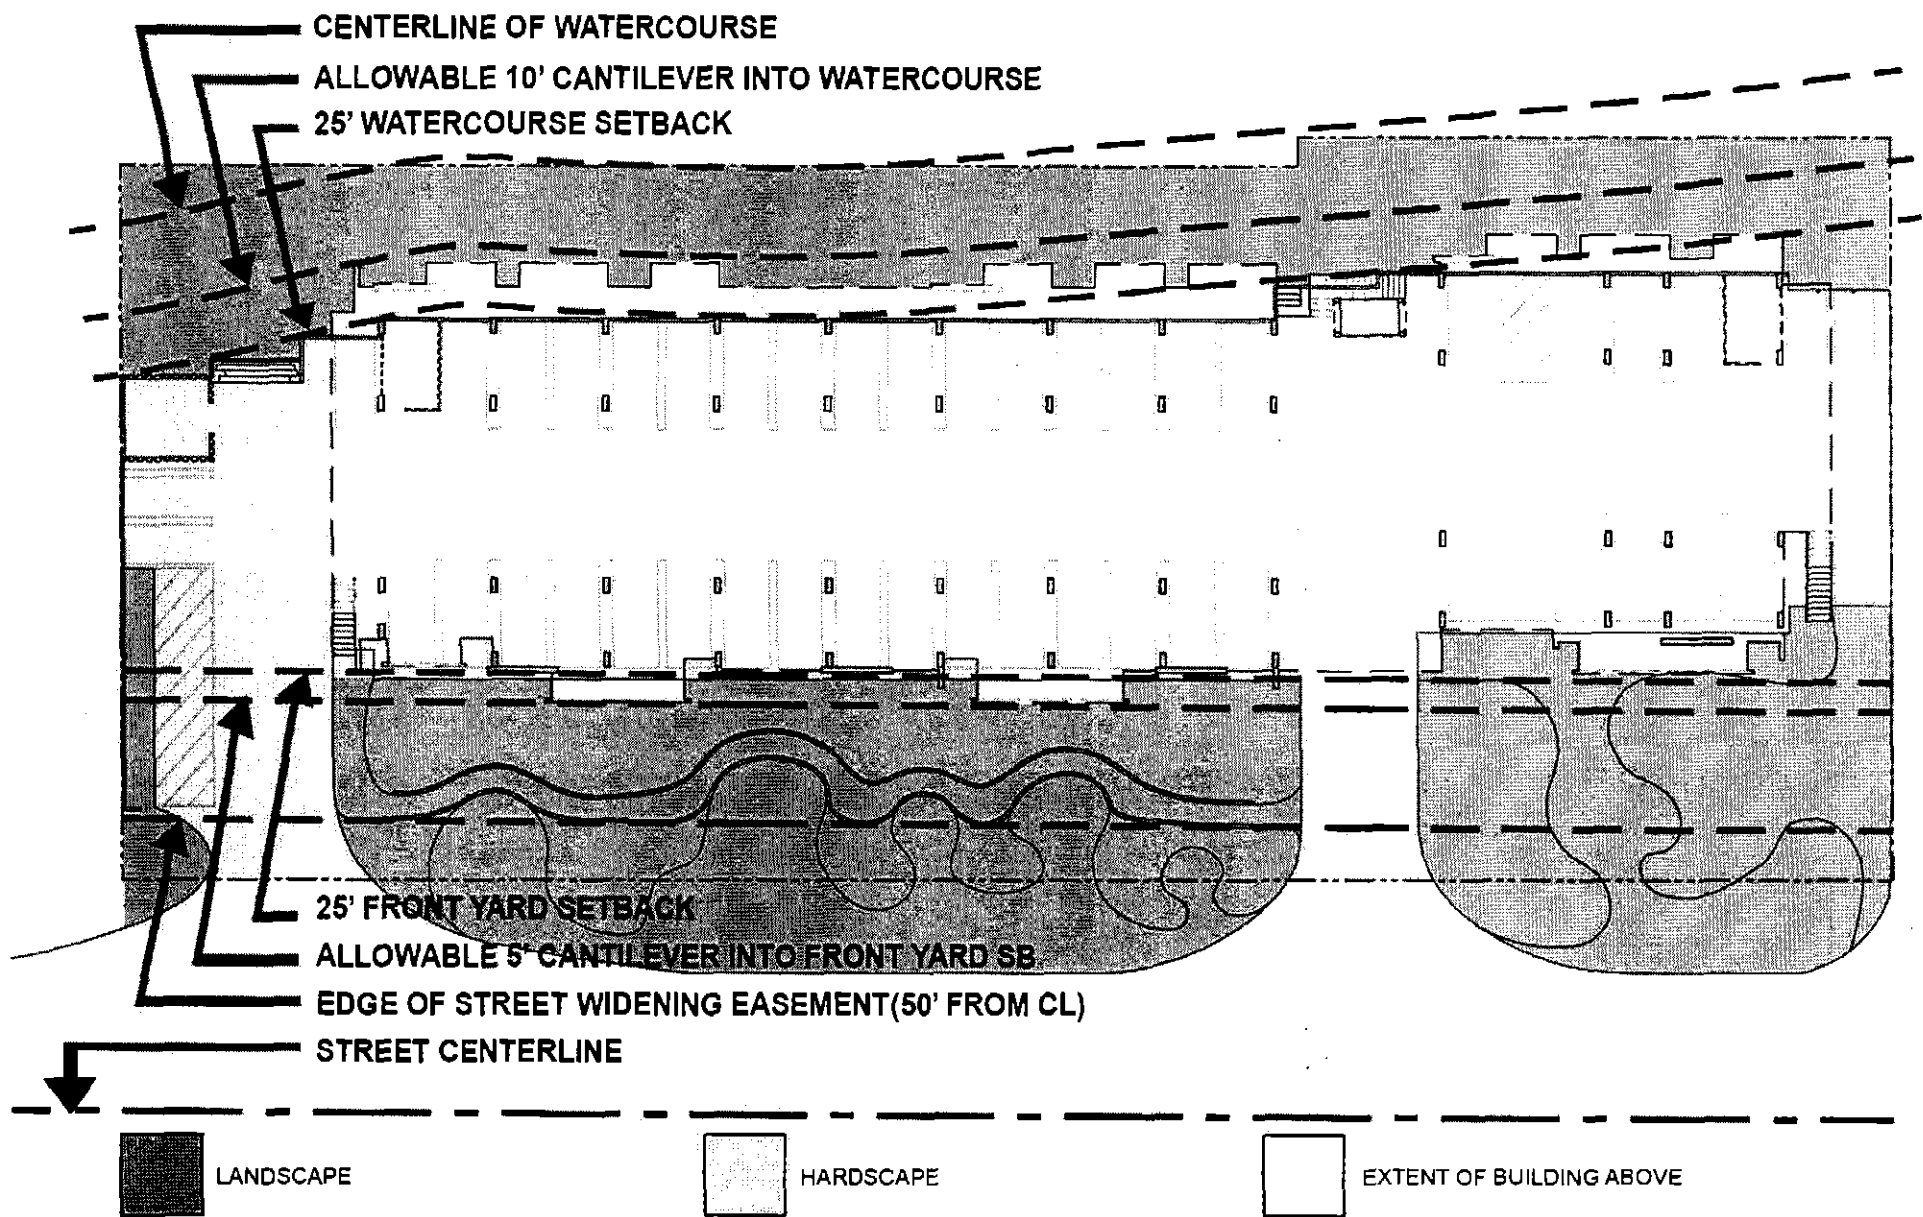 CENTERLINE OF WATERCOURSE
ALLOWABLE 10' CANTILEVER INTO WATERCOURSE
25' WATERCOURSE SETBACK
25' FRONT YARD SETBACK
ALLOWABLE 5' CANTILEVER INTO FRONT YARD SB
EDGE OF STREET WIDENING EASEMENT(50' FROM CL)
STREET CENTERLINE
LANDSCAPE
HARDSCAPE
EXTENT OF BUILDING ABOVE